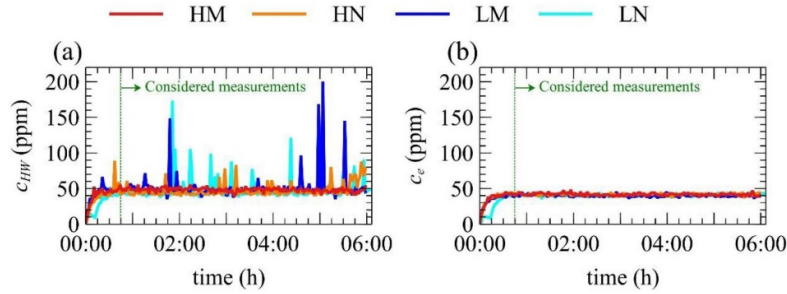 HM HN LM LN
(a) (b)
200 Considered measurements 200 Considered measurements
150 150
100 100
50 50
0 0
c_HW (ppm) c_e (ppm)
00:00 02:00 04:00 06:00 00:00 02:00 04:00 06:00
time (h) time (h)